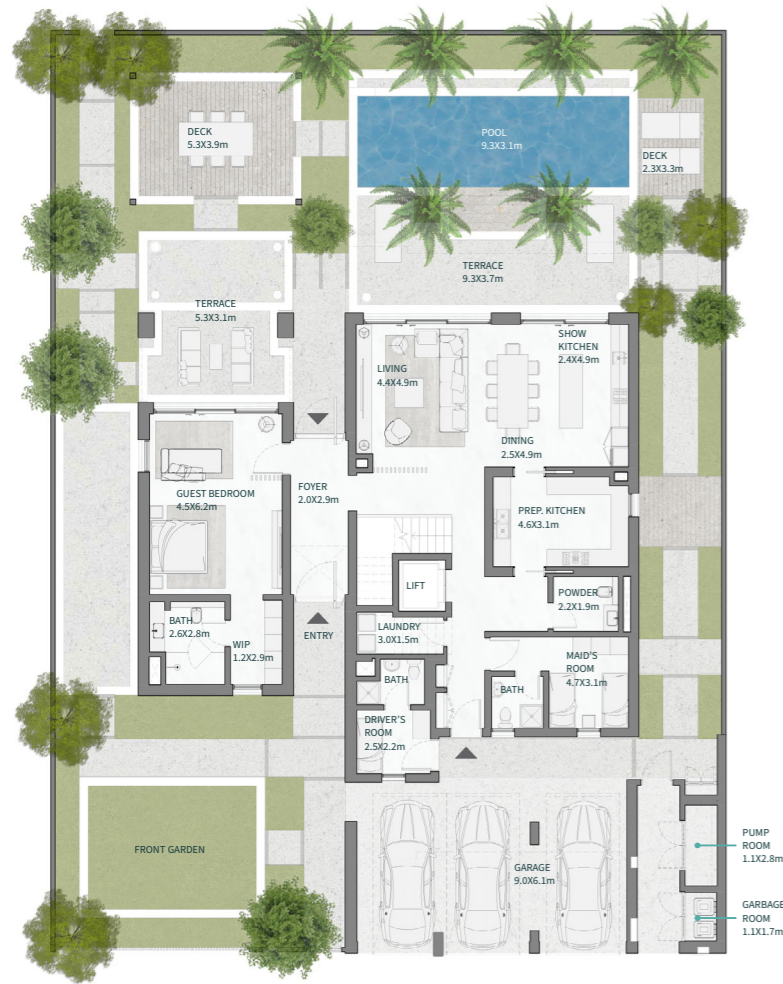 DECK
5.3X3.9m
POOL
9.3X3.1m
DECK
2.3X3.3m
TERRACE
9.3X3.7m
TERRACE
5.3X3.1m
SHOW
KITCHEN
2.4X4.9m
LIVING
4.4X4.9m
DINING
2.5X4.9m
GUEST BEDROOM
4.5X6.2m
FOYER
2.0X2.9m
PREP. KITCHEN
4.6X3.1m
LIFT
POWDER
2.2X1.9m
BATH
2.6X2.8m
WIP
1.2X2.9m
ENTRY
LAUNDRY
3.0X1.5m
MAID'S
ROOM
4.7X3.1m
BATH
BATH
DRIVER'S
ROOM
2.5X2.2m
FRONT GARDEN
GARAGE
9.0X6.1m
PUMP
ROOM
1.1X2.8m
GARBAGE
ROOM
1.1X1.7m